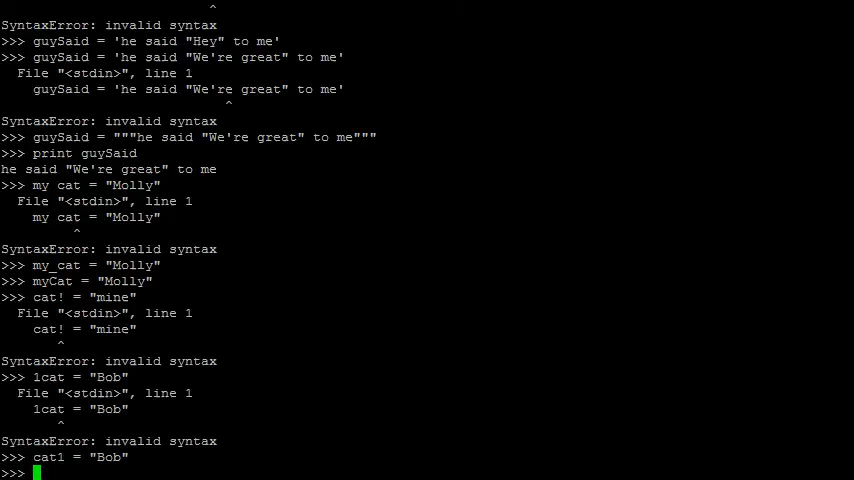 ^
SyntaxError: invalid syntax
>>> guySaid = 'he said "Hey" to me'
>>> guySaid = 'he said "We're great" to me'
  File "<stdin>", line 1
    guySaid = 'he said "We're great" to me'
                            ^
SyntaxError: invalid syntax
>>> guySaid = """he said "We're great" to me"""
>>> print guySaid
he said "We're great" to me
>>> my cat = "Molly"
  File "<stdin>", line 1
    my cat = "Molly"
         ^
SyntaxError: invalid syntax
>>> my_cat = "Molly"
>>> myCat = "Molly"
>>> cat! = "mine"
  File "<stdin>", line 1
    cat! = "mine"
       ^
SyntaxError: invalid syntax
>>> 1cat = "Bob"
  File "<stdin>", line 1
    1cat = "Bob"
       ^
SyntaxError: invalid syntax
>>> cat1 = "Bob"
>>>